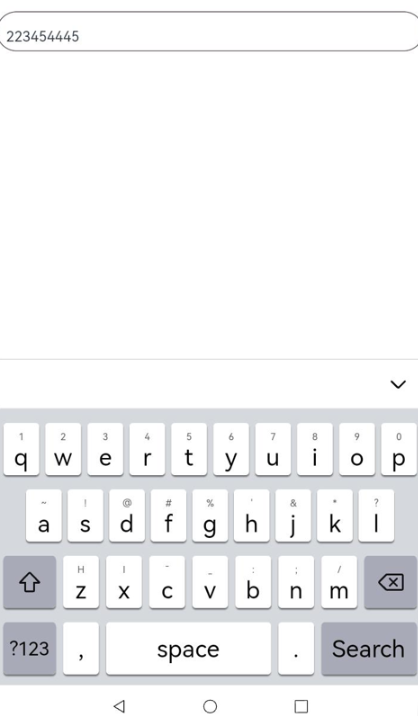 223454445
1 2 3 4 5 6 7 8 9 0
q w e r t y u i o p
~ ! @ # % ' & * ?
a s d f g h j k l
H I - _ : ; /
z x c v b n m
?123 , space . Search